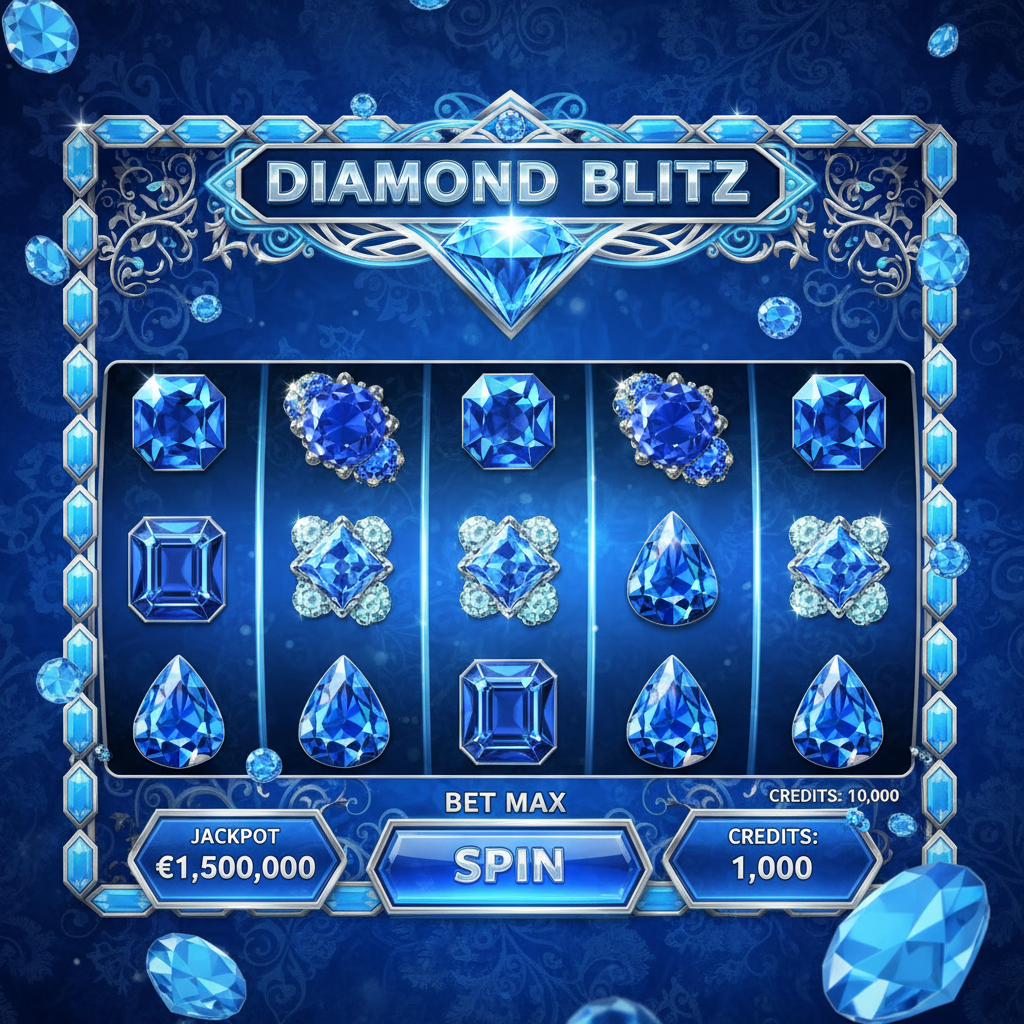 DIAMOND BLITZ
BET MAX
CREDITS: 10,000
JACKPOT
€1,500,000
SPIN
CREDITS:
1,000